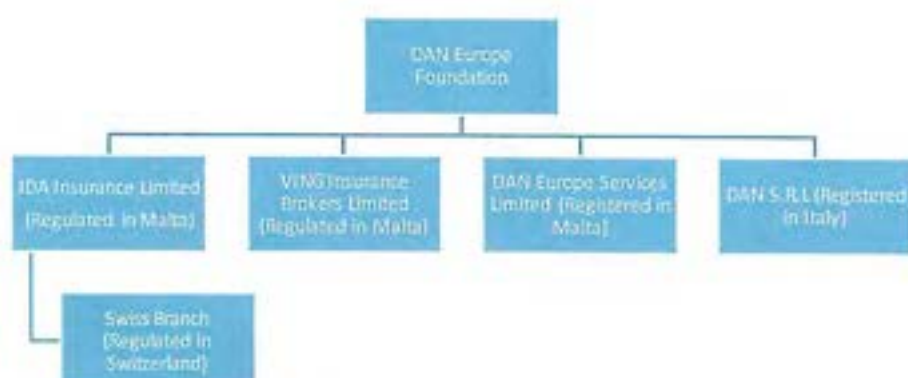 DAN Europe
Foundation
IDA Insurance Limited
(Regulated in Malta)
VING Insurance
Brokers Limited
(Regulated in Malta)
DAN Europe Services
Limited (Registered in
Malta)
DAN S.R.L (Registered
in Italy)
Swiss Branch
(Regulated in
Switzerland)